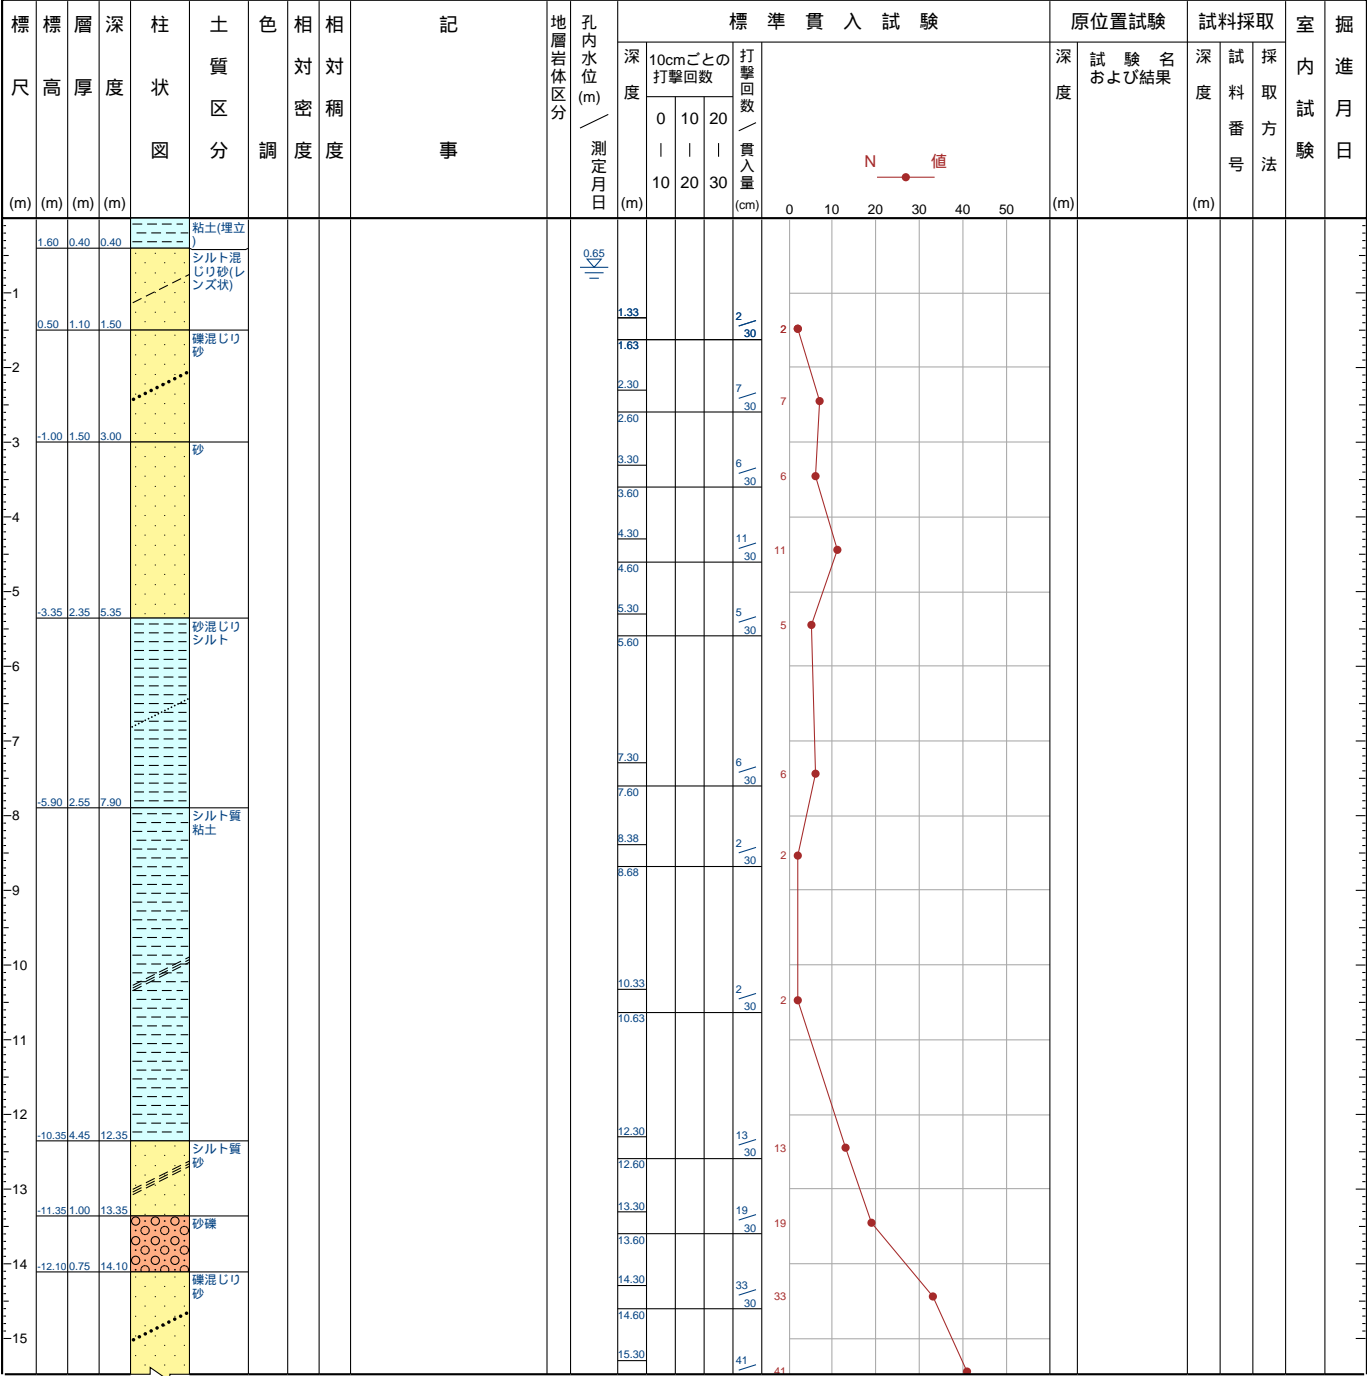 標尺(m)
標高(m)
層厚(m)
深度(m)
柱状図
土質区分
色調
相対密度
相対稠度
記事
地層岩体区分
孔内水位(m)／測定月日
標準貫入試験
深度(m)
10cmごとの
打撃回数
0 10 20
| | |
10 20 30
打撃回数／貫入量(cm)
N 値
0 10 20 30 40 50
原位置試験
深度(m)
試験名
および結果
試料採取
深度(m)
試料番号
採取方法
室内試験
掘進月日
粘土(埋立
)
1.60 0.40 0.40
シルト混
じり砂(レ
ンズ状)
0.65
1
1.33
2
30
2
0.50 1.10 1.50
1.63
礫混じり
砂
2
2.30
7
30
7
2.60
-1.00 1.50 3.00
3
砂
3.30
6
30
6
3.60
4
4.30
11
30
11
4.60
5
5.30
5
30
5
-3.35 2.35 5.35
5.60
砂混じり
シルト
6
7
7.30
6
30
6
7.60
-5.90 2.55 7.90
8
シルト質
粘土
8.38
2
30
2
8.68
9
10
10.33
2
30
2
10.63
11
12
12.30
13
30
13
-10.35 4.45 12.35
12.60
シルト質
砂
13
13.30
19
30
19
-11.35 1.00 13.35
13.60
砂礫
14
-12.10 0.75 14.10
14.30
33
30
33
礫混じり
砂
14.60
15
15.30
41
41